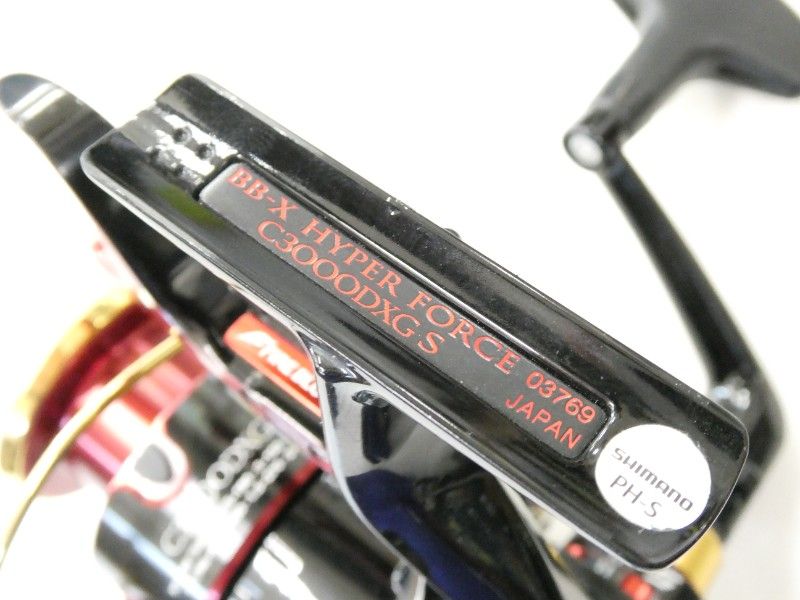 BB-X HYPER FORCE
C3000DXG S
03769
JAPAN
SHIMANO
PH-S